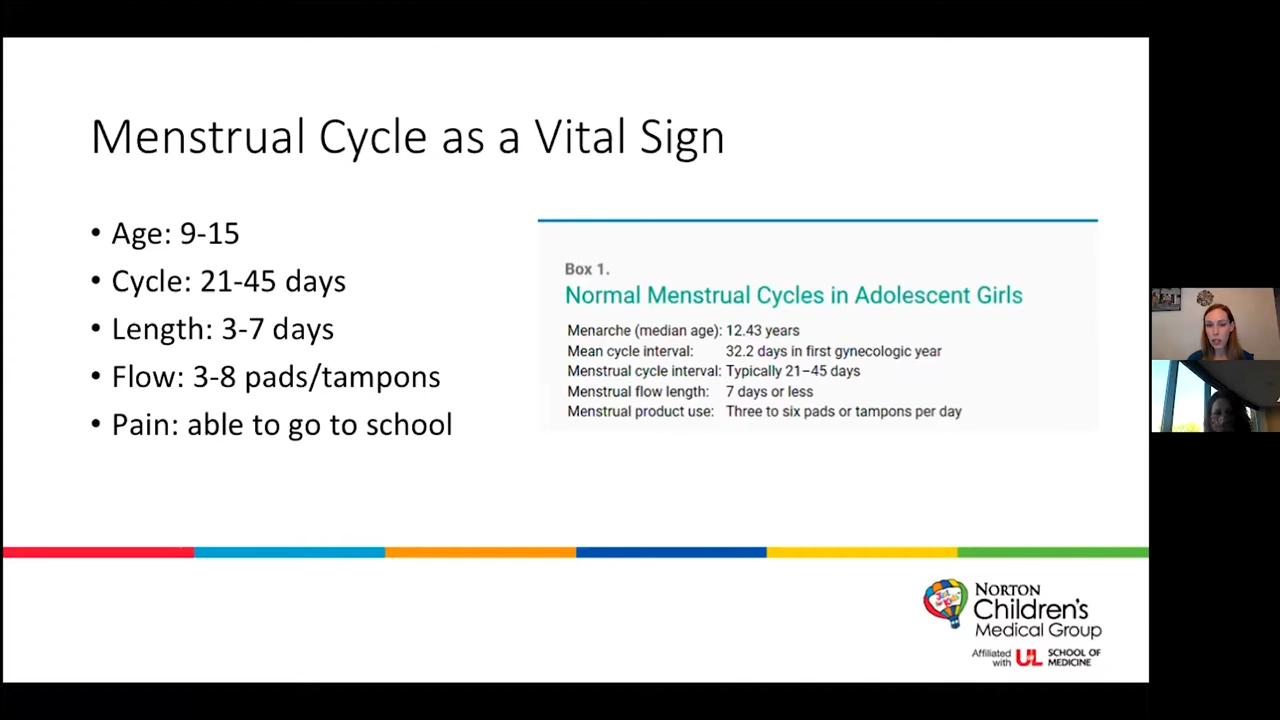 Menstrual Cycle as a Vital Sign
• Age: 9-15
• Cycle: 21-45 days
• Length: 3-7 days
• Flow: 3-8 pads/tampons
• Pain: able to go to school
Box 1.
Normal Menstrual Cycles in Adolescent Girls
Menarche (median age): 12.43 years
Mean cycle interval: 32.2 days in first gynecologic year
Menstrual cycle interval: Typically 21–45 days
Menstrual flow length: 7 days or less
Menstrual product use: Three to six pads or tampons per day
Just for Kids
NORTON
Children's
Medical Group
Affiliated with UL SCHOOL OF MEDICINE